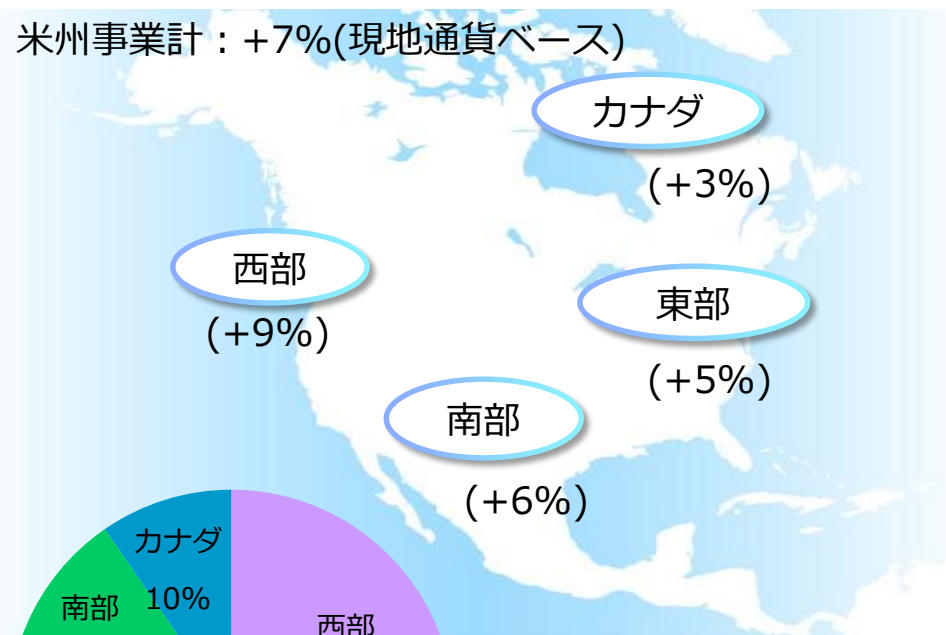 米州事業計：+7%(現地通貨ベース)
カナダ
(+3%)
西部
(+9%)
東部
(+5%)
南部
(+6%)
カナダ
10%
南部
西部